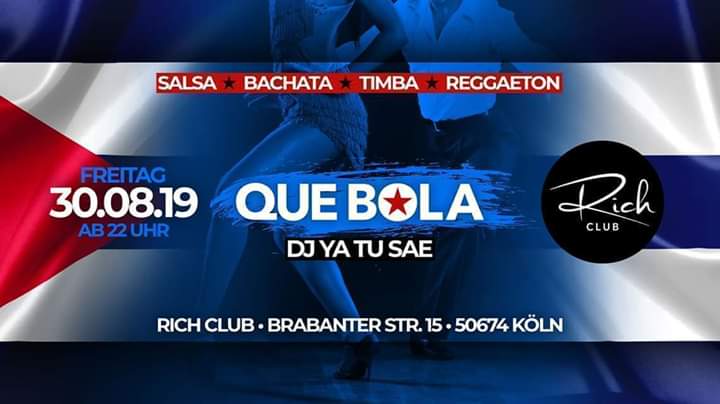 SALSA ★ BACHATA ★ TIMBA ★ REGGAETON
FREITAG
30.08.19
AB 22 UHR
QUE BOLA
DJ YA TU SAE
Rich
CLUB
RICH CLUB • BRABANTER STR. 15 • 50674 KÖLN